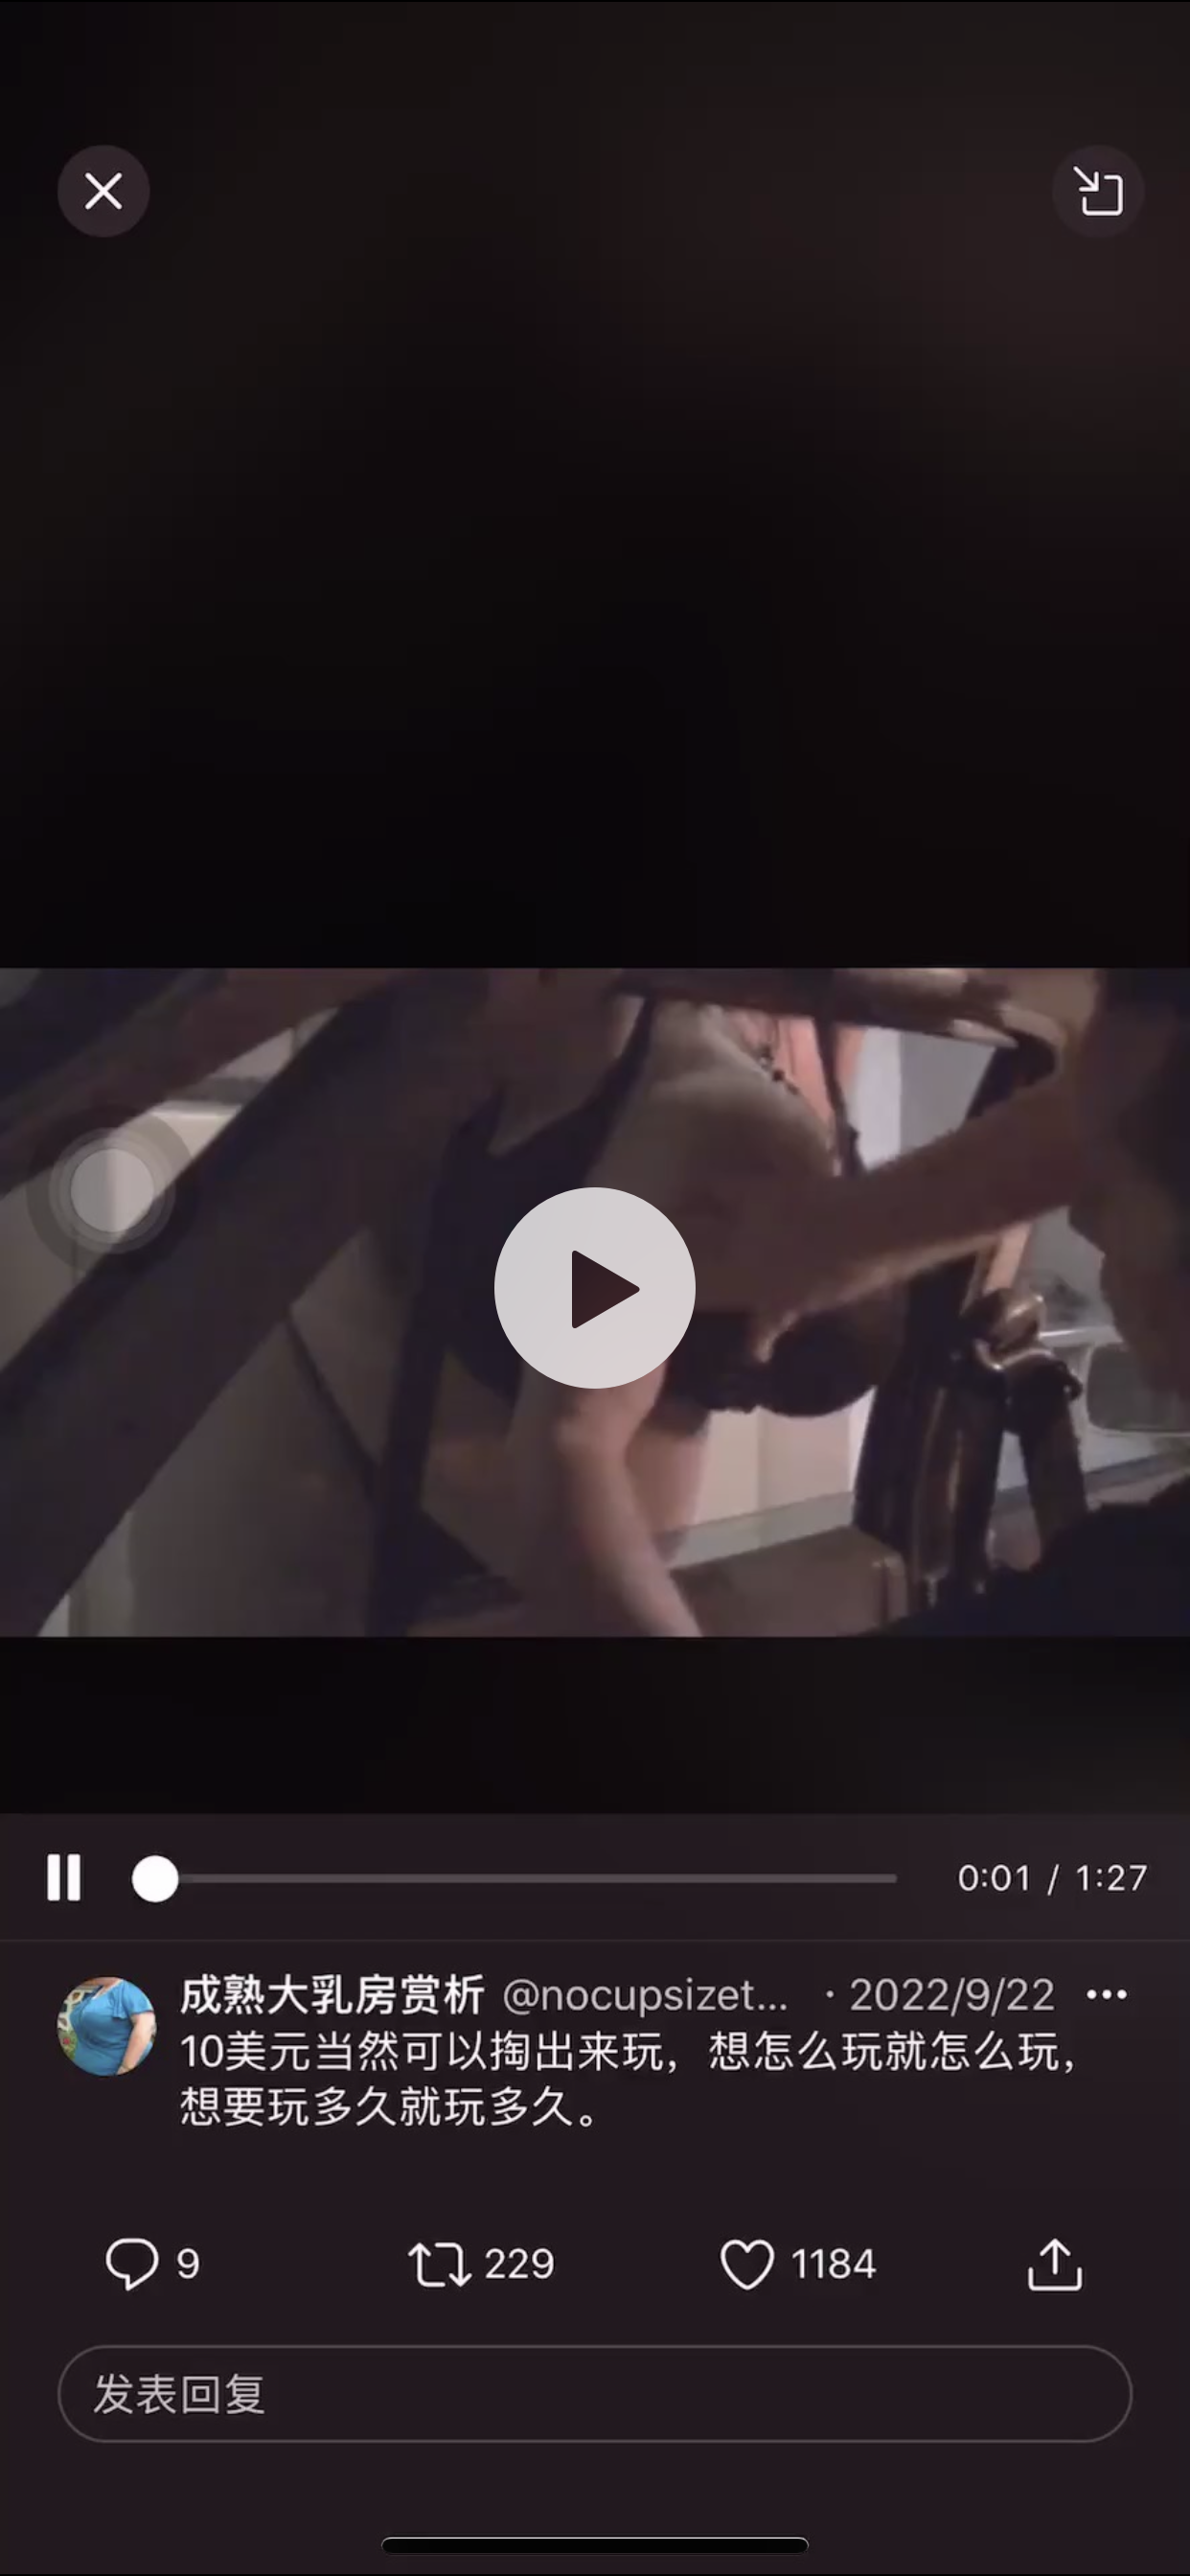 0:01 / 1:27
成熟大乳房赏析 @nocupsizet... · 2022/9/22
10美元当然可以掏出来玩，想怎么玩就怎么玩，
想要玩多久就玩多久。
9 229 1184
发表回复